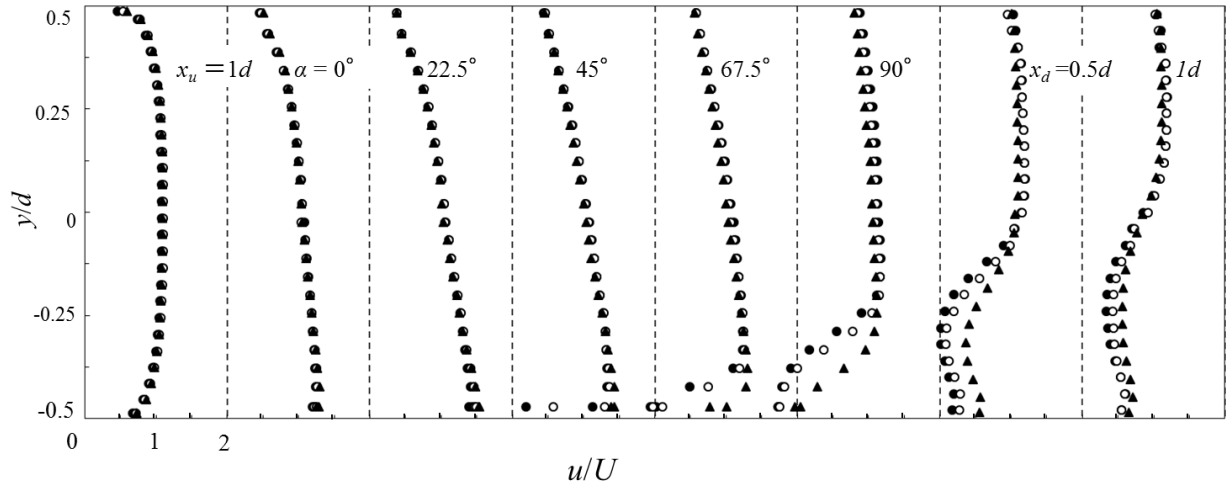 0.5
x_u = 1d α = 0° 22.5° 45° 67.5° 90° x_d =0.5d 1d
0.25
y/d
0
-0.25
-0.5
0 1 2
u/U